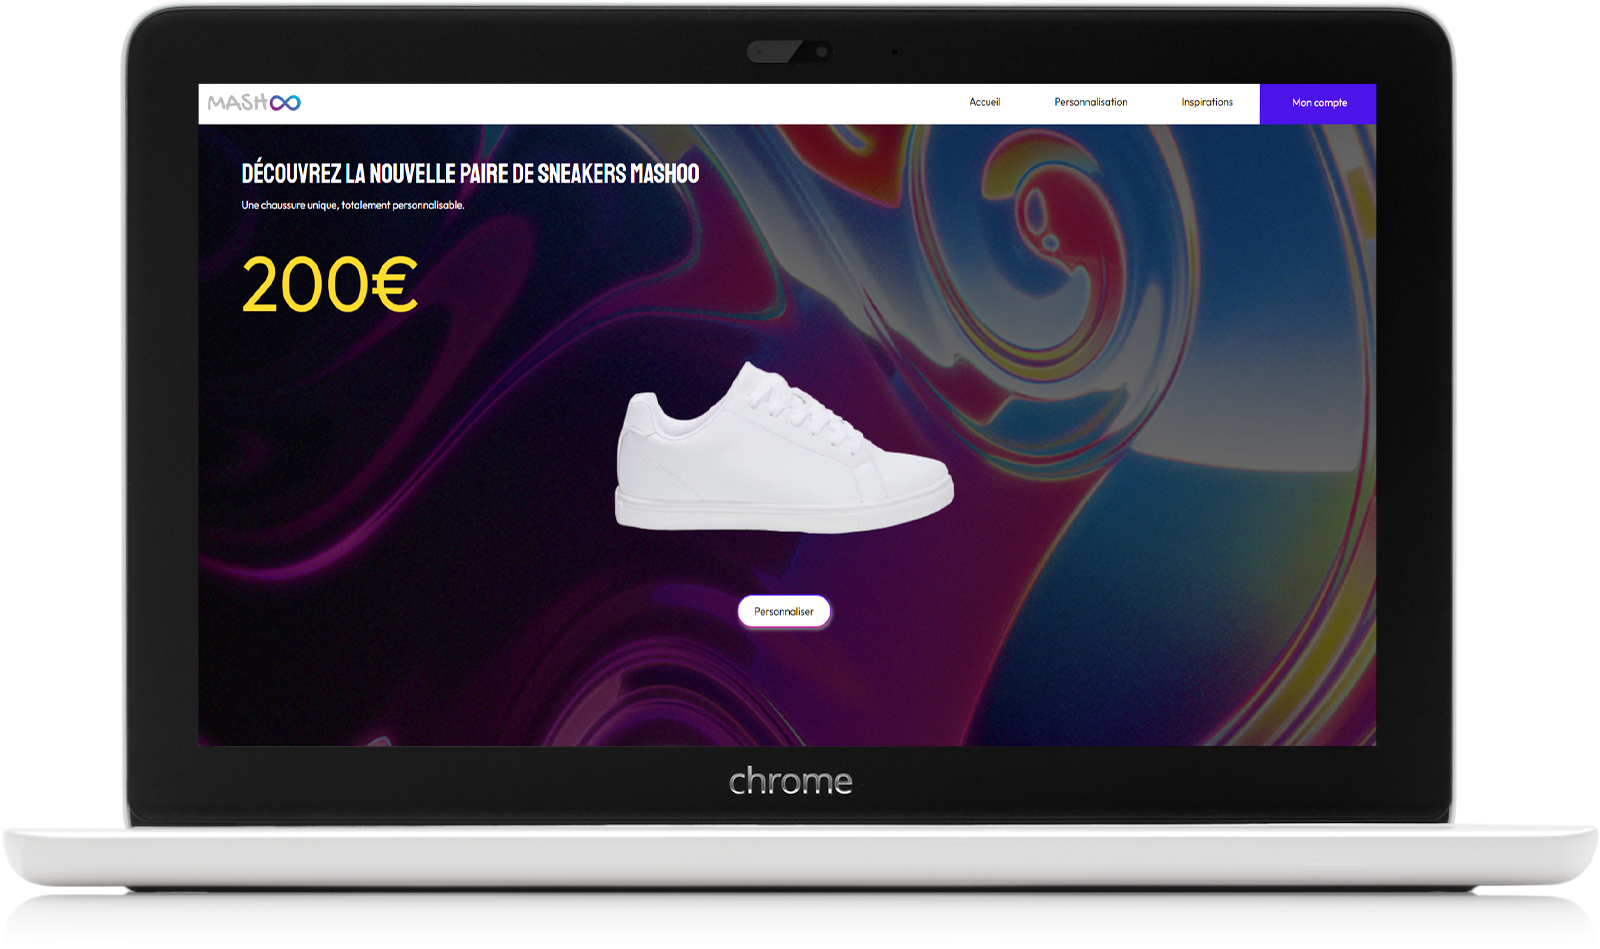 MASHOO
Accueil Personnalisation Inspirations Mon compte
DÉCOUVREZ LA NOUVELLE PAIRE DE SNEAKERS MASHOO
Une chaussure unique, totalement personnalisable.
200€
Personnaliser
chrome